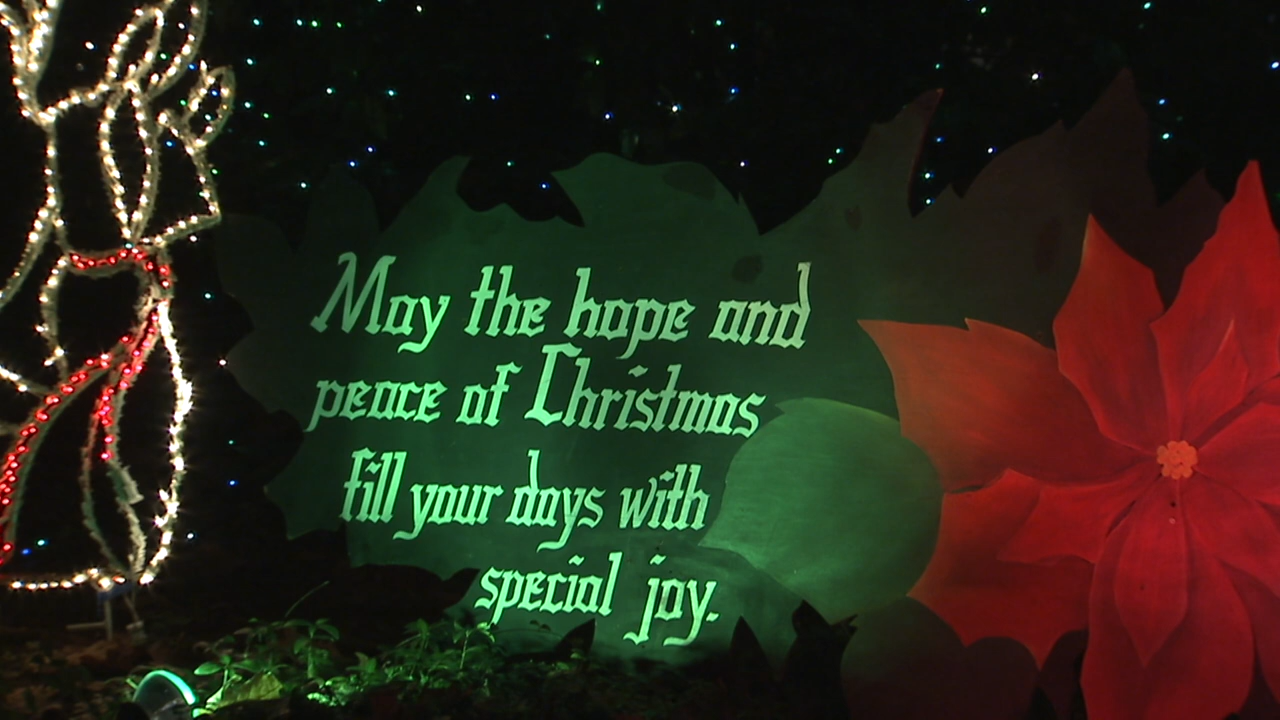 May the hope and
peace of Christmas
fill your days with
special joy.